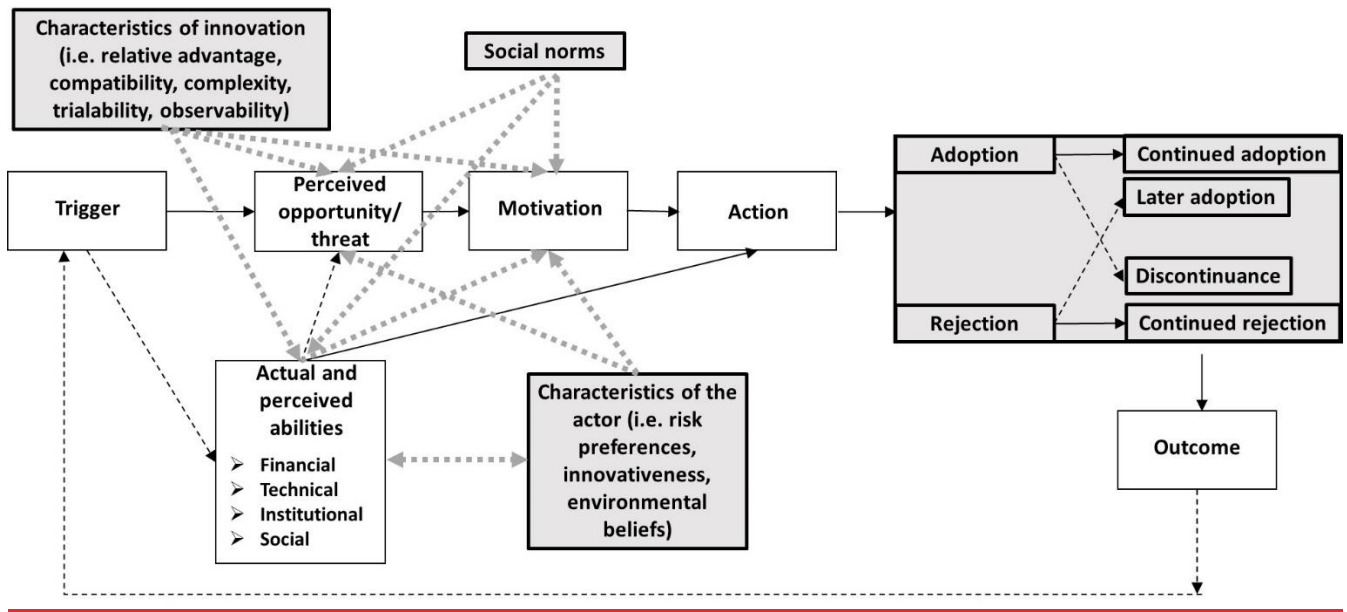 Characteristics of innovation
(i.e. relative advantage,
compatibility, complexity,
trialability, observability)
Social norms
Trigger
Perceived
opportunity/
threat
Motivation
Action
Adoption
Continued adoption
Later adoption
Discontinuance
Rejection
Continued rejection
Actual and
perceived
abilities
➢ Financial
➢ Technical
➢ Institutional
➢ Social
Characteristics of the
actor (i.e. risk
preferences,
innovativeness,
environmental
beliefs)
Outcome